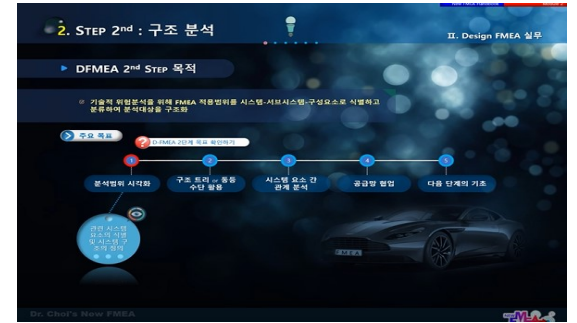 New FMEA Transition
2. STEP 2nd : 구조 분석
II. Design FMEA 실무
DFMEA 2nd STEP 목적
기술적 위험분석을 위해 FMEA 적용범위를 시스템-서브시스템-구성요소로 식별하고
분류하여 분석대상을 구조화
주요 목표
D-FMEA 2단계 목표 확인하기
1 2 3 4 5
분석범위 시각화
구조 트리 or 동등
수단 활용
시스템 요소 간
관계 분석
공급망 협업
다음 단계의 기초
관련 시스템
요소의 식별
및 시스템 구
조의 정의
FMEA
Dr. Choi's New FMEA